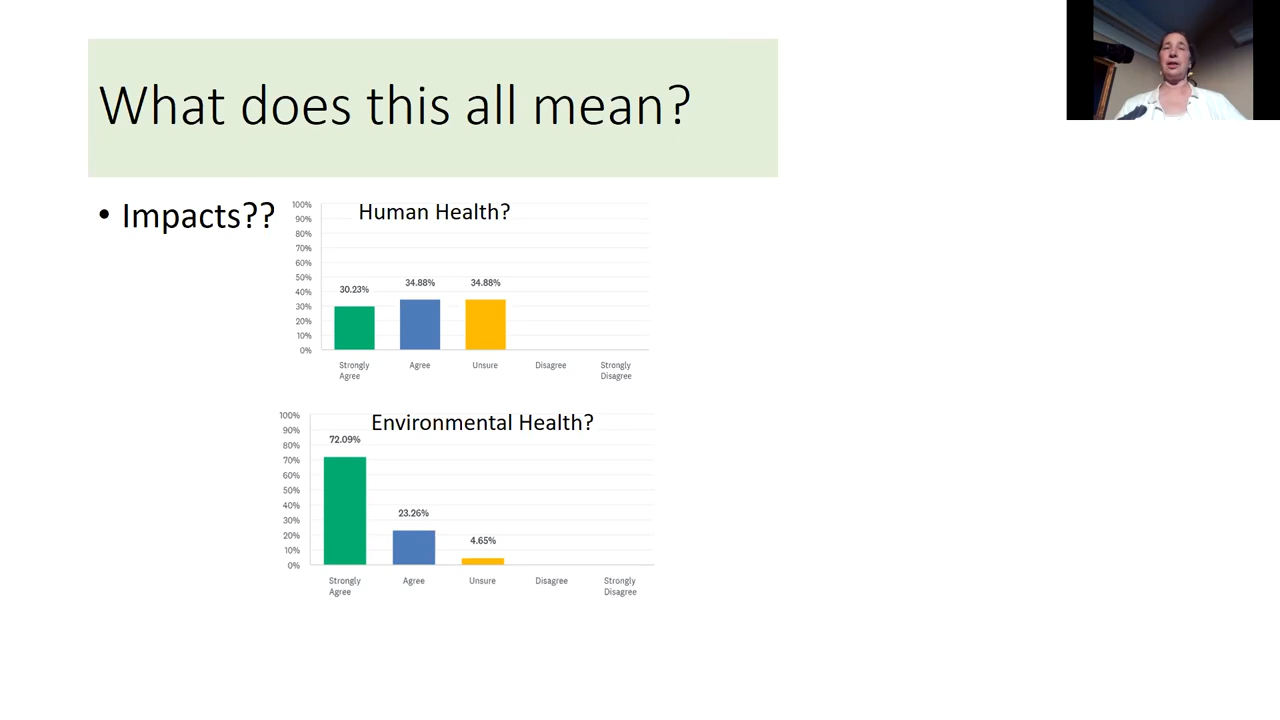 What does this all mean?
• Impacts??
Human Health?
100%
90%
80%
70%
60%
50%
40%
30%
20%
10%
0%
30.23%
34.88%
34.88%
Strongly
Agree
Agree
Unsure
Disagree
Strongly
Disagree
Environmental Health?
100%
90%
80%
70%
60%
50%
40%
30%
20%
10%
0%
72.09%
23.26%
4.65%
Strongly
Agree
Agree
Unsure
Disagree
Strongly
Disagree